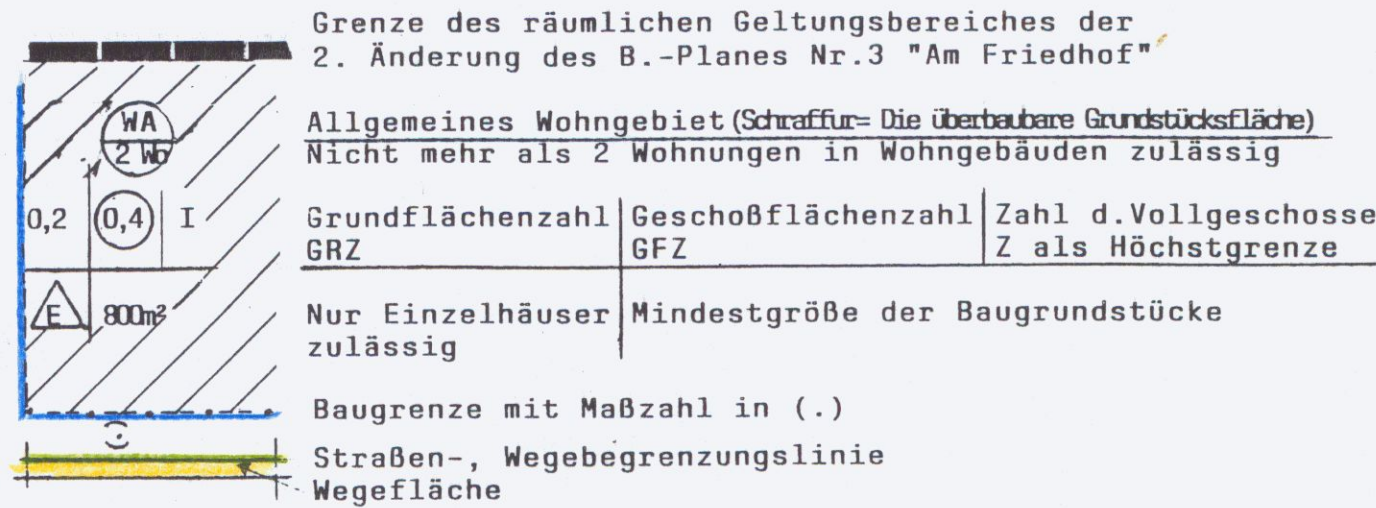 Grenze des räumlichen Geltungsbereiches der
2. Änderung des B.-Planes Nr.3 "Am Friedhof"
WA
2 Wo
Allgemeines Wohngebiet (Schraffur= Die überbaubare Grundstücksfläche)
Nicht mehr als 2 Wohnungen in Wohngebäuden zulässig
0,2 0,4 I
Grundflächenzahl Geschoßflächenzahl Zahl d.Vollgeschosse
GRZ GFZ Z als Höchstgrenze
E 800m²
Nur Einzelhäuser Mindestgröße der Baugrundstücke
zulässig
Baugrenze mit Maßzahl in (.)
(.)
Straßen-, Wegebegrenzungslinie
Wegefläche